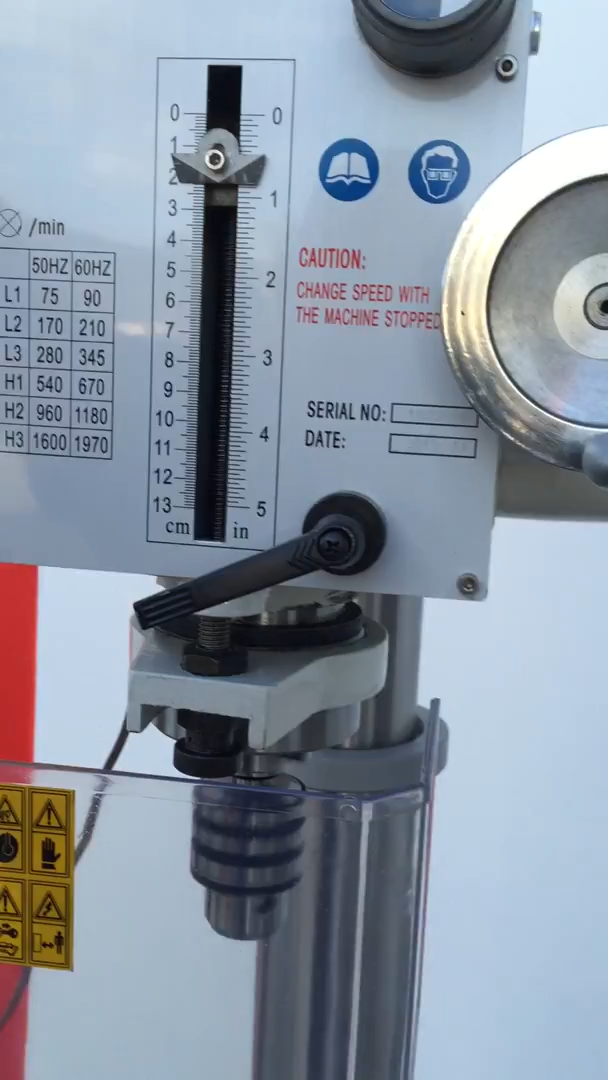 0 0
1
2 1
3
4
5 2
6
7
8 3
9
10 4
11
12
13 5
cm in
⊗ /min
50HZ 60HZ
L1 75 90
L2 170 210
L3 280 345
H1 540 670
H2 960 1180
H3 1600 1970
CAUTION:
CHANGE SPEED WITH
THE MACHINE STOPPED
SERIAL NO:
DATE: